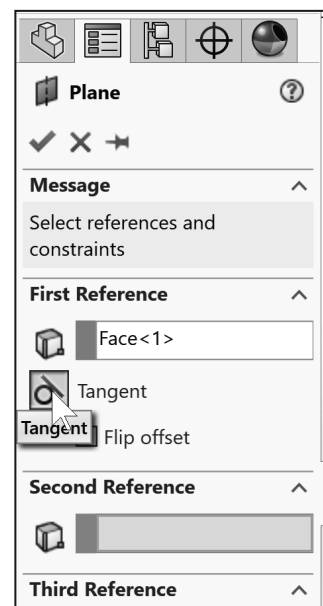 Plane
?
Message
Select references and
constraints
First Reference
Face<1>
Tangent
Tangent
Flip offset
Second Reference
Third Reference